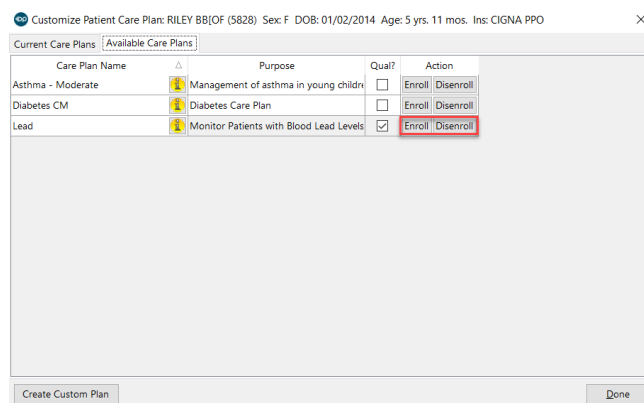 Customize Patient Care Plan: RILEY BB[OF (5828) Sex: F DOB: 01/02/2014 Age: 5 yrs. 11 mos. Ins: CIGNA PPO
Current Care Plans Available Care Plans
Care Plan Name Purpose Qual? Action
Asthma - Moderate Management of asthma in young childre Enroll Disenroll
Diabetes CM Diabetes Care Plan Enroll Disenroll
Lead Monitor Patients with Blood Lead Levels Enroll Disenroll
Create Custom Plan Done